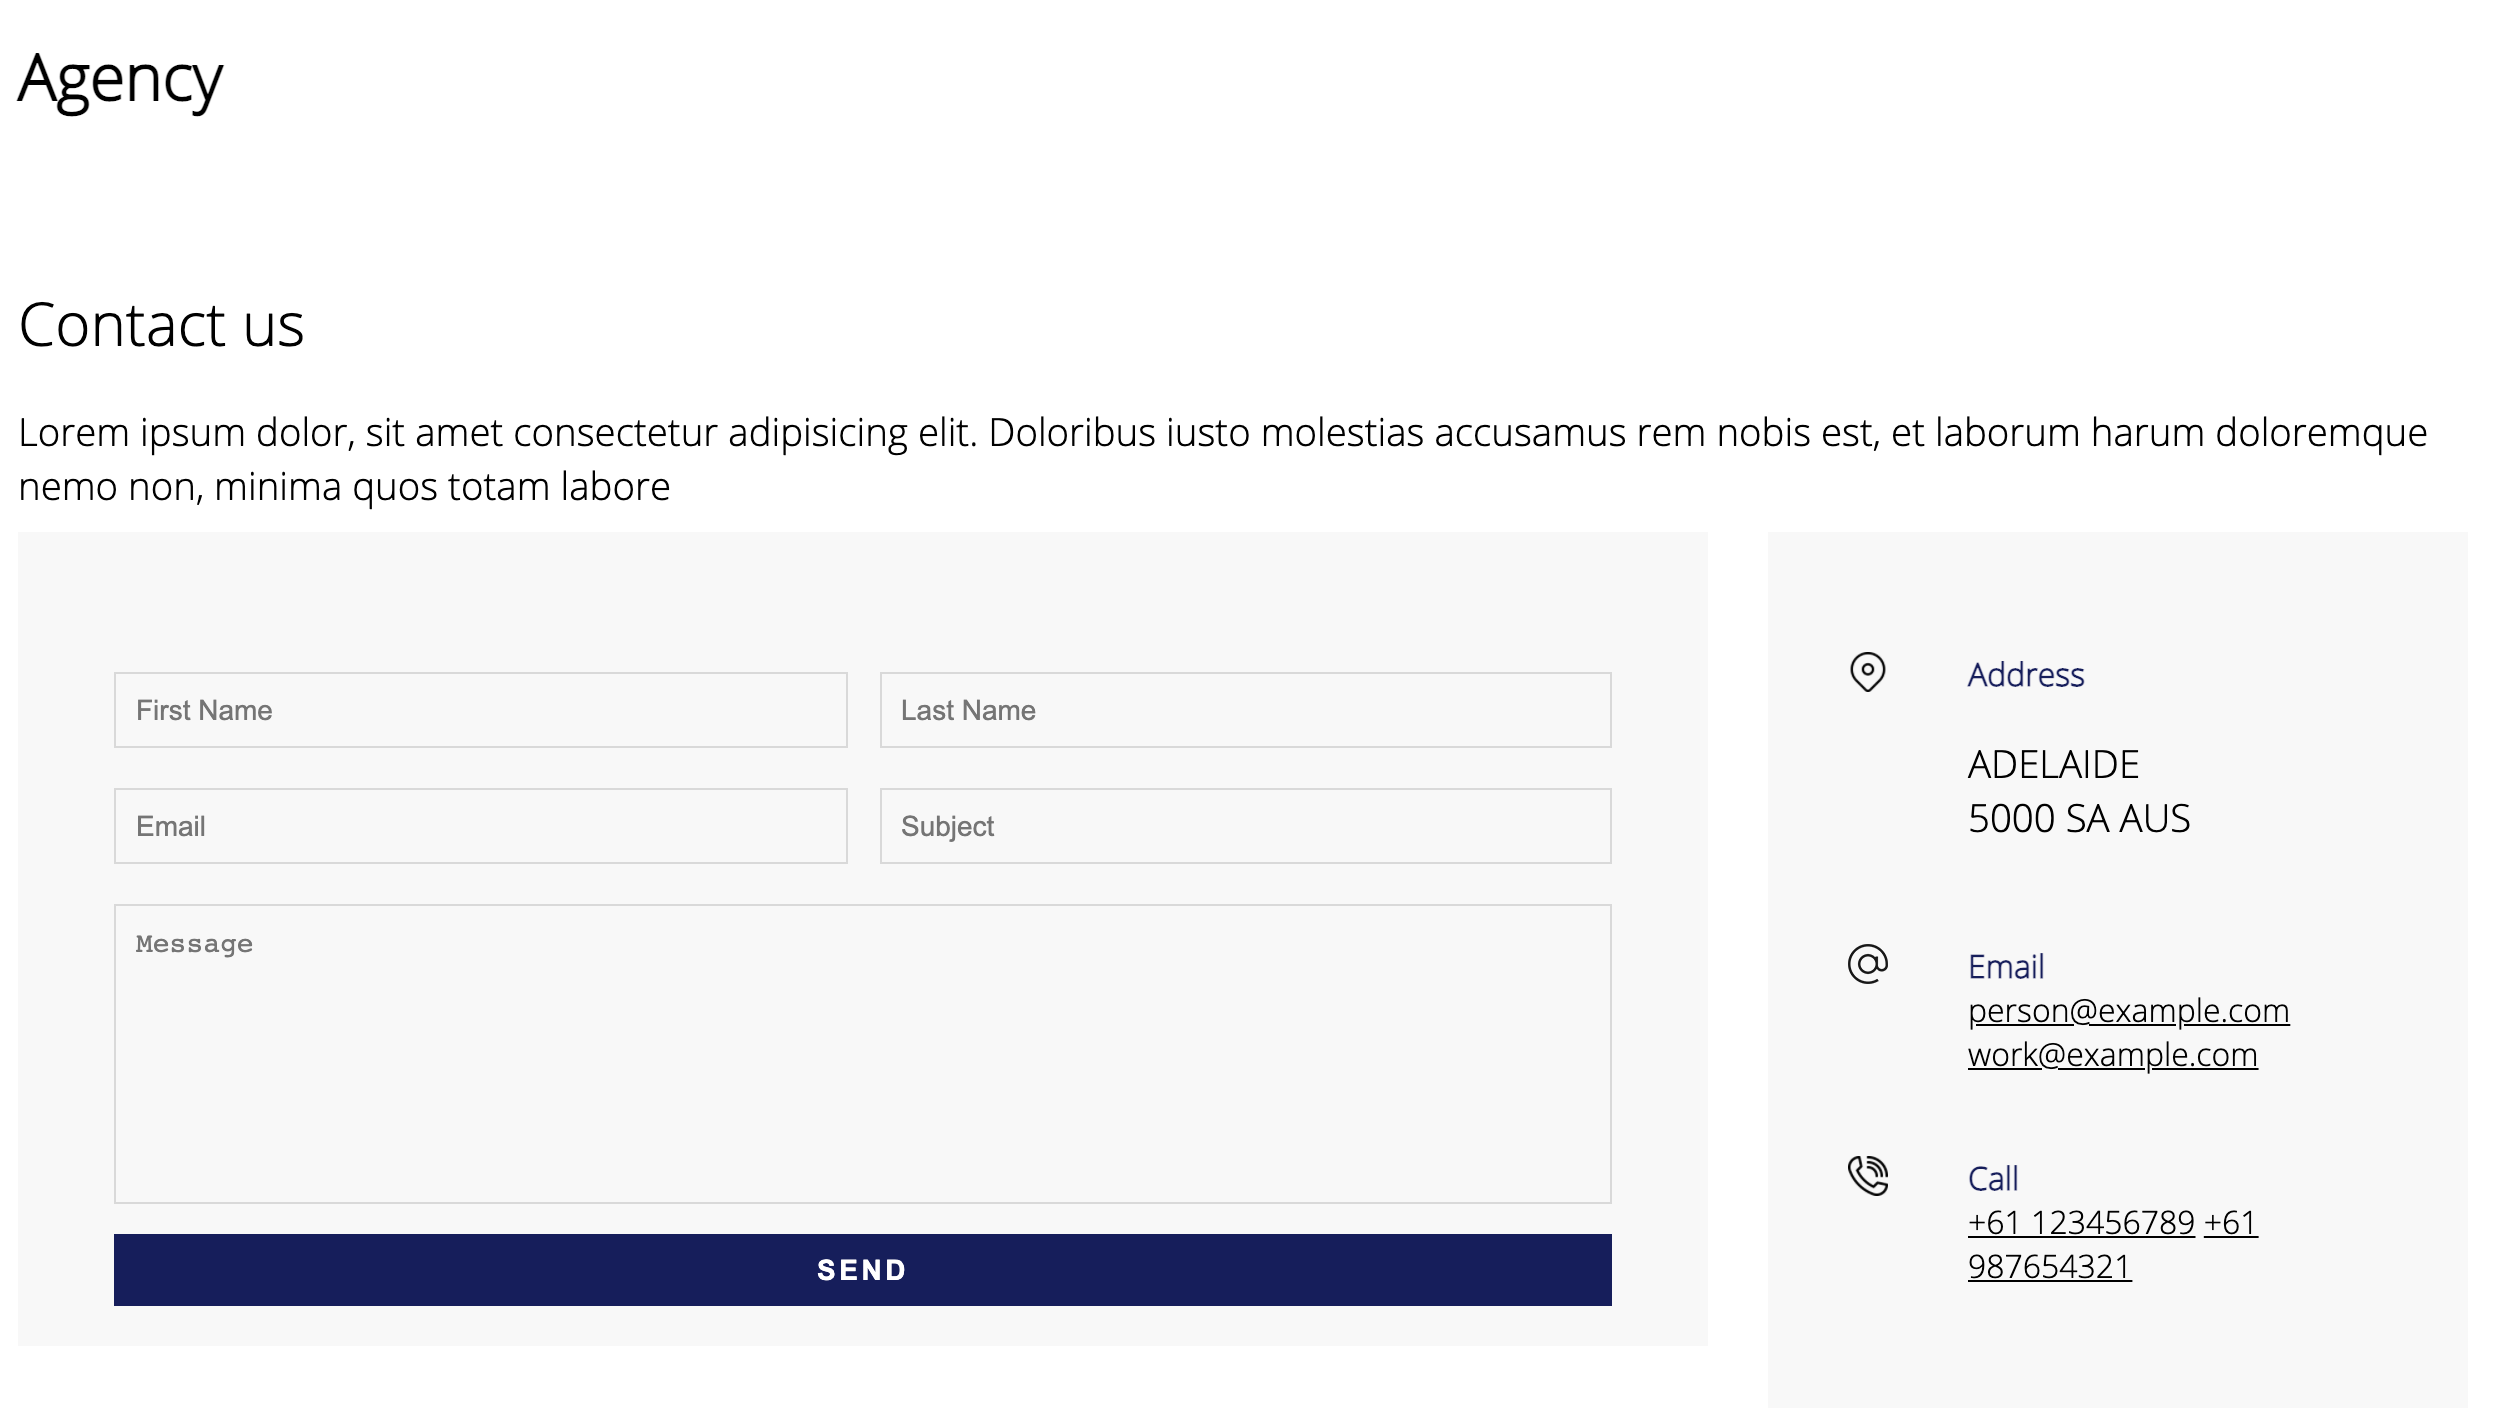 Agency
Contact us
Lorem ipsum dolor, sit amet consectetur adipisicing elit. Doloribus iusto molestias accusamus rem nobis est, et laborum harum doloremque
nemo non, minima quos totam labore
First Name
Last Name
Email
Subject
Message
SEND
Address
ADELAIDE
5000 SA AUS
Email
person@example.com
work@example.com
Call
+61 123456789 +61
987654321